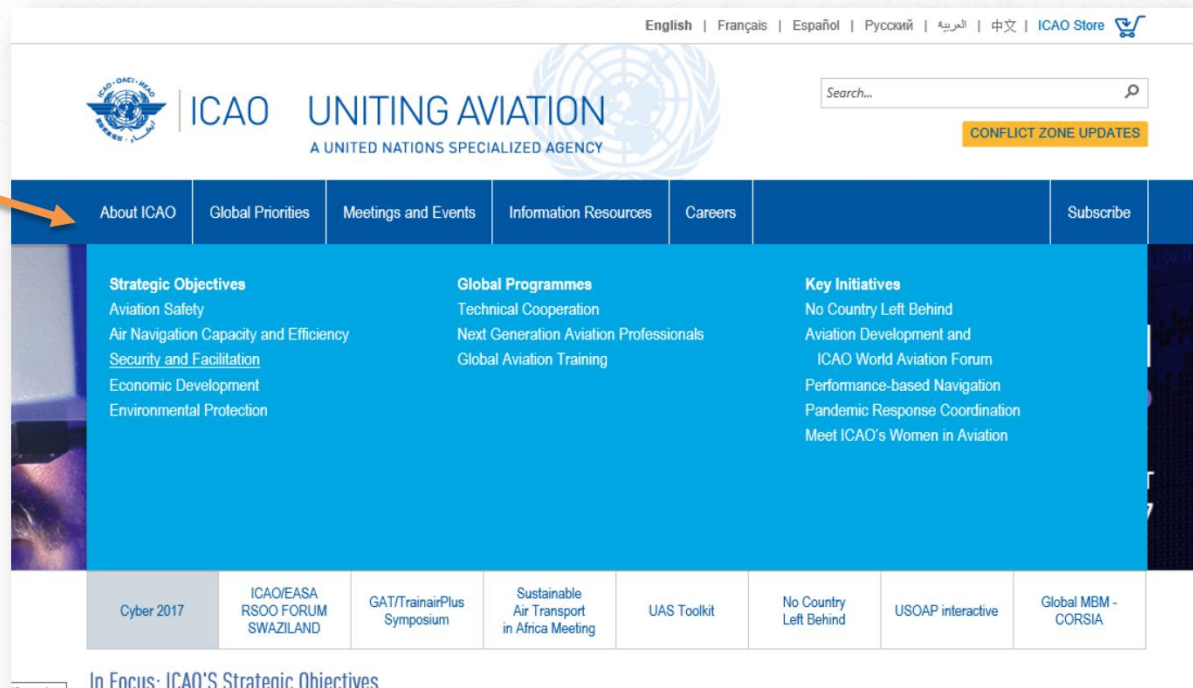 English | Français | Español | Русский | العربية | 中文 | ICAO Store
ICAO UNITING AVIATION
A UNITED NATIONS SPECIALIZED AGENCY
Search...
CONFLICT ZONE UPDATES
About ICAO
Global Priorities
Meetings and Events
Information Resources
Careers
Subscribe
Strategic Objectives
Aviation Safety
Air Navigation Capacity and Efficiency
Security and Facilitation
Economic Development
Environmental Protection
Global Programmes
Technical Cooperation
Next Generation Aviation Professionals
Global Aviation Training
Key Initiatives
No Country Left Behind
Aviation Development and
ICAO World Aviation Forum
Performance-based Navigation
Pandemic Response Coordination
Meet ICAO's Women in Aviation
Cyber 2017
ICAO/EASA
RSOO FORUM
SWAZILAND
GAT/TrainairPlus
Symposium
Sustainable
Air Transport
in Africa Meeting
UAS Toolkit
No Country
Left Behind
USOAP interactive
Global MBM -
CORSIA
In Focus: ICAO'S Strategic Objectives